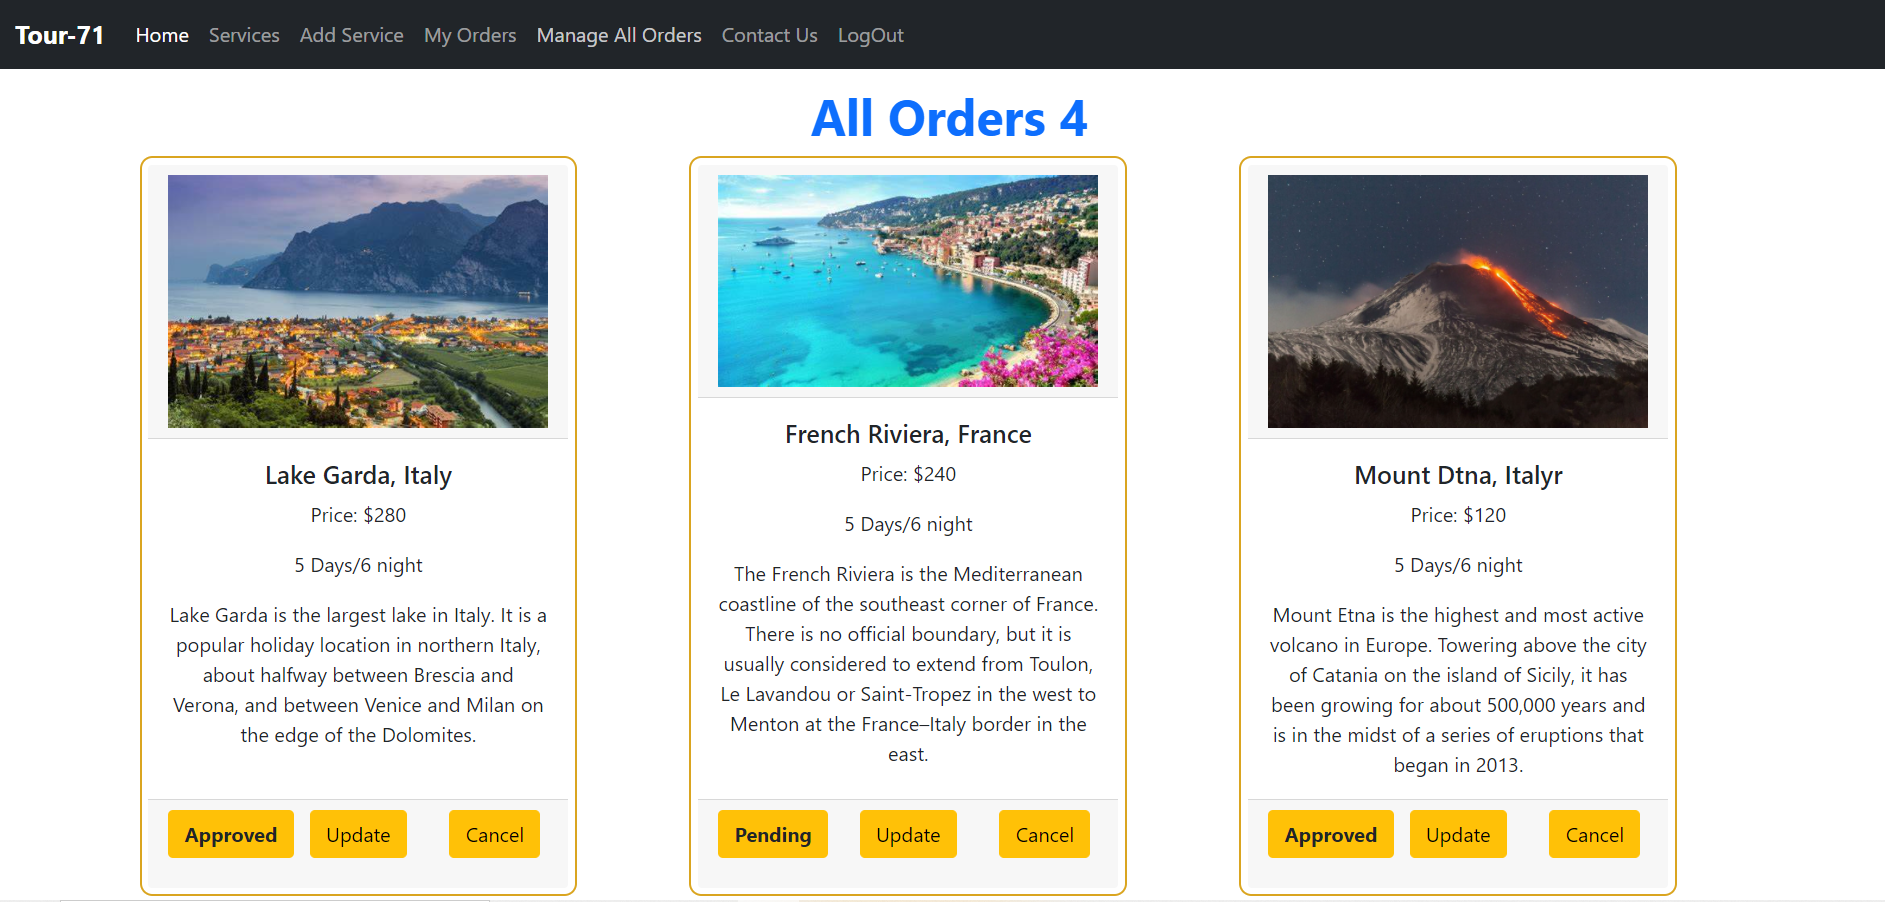 Tour-71 Home Services Add Service My Orders Manage All Orders Contact Us LogOut
All Orders 4
Lake Garda, Italy
Price: $280
5 Days/6 night
Lake Garda is the largest lake in Italy. It is a
popular holiday location in northern Italy,
about halfway between Brescia and
Verona, and between Venice and Milan on
the edge of the Dolomites.
Approved Update Cancel
French Riviera, France
Price: $240
5 Days/6 night
The French Riviera is the Mediterranean
coastline of the southeast corner of France.
There is no official boundary, but it is
usually considered to extend from Toulon,
Le Lavandou or Saint-Tropez in the west to
Menton at the France–Italy border in the
east.
Pending Update Cancel
Mount Dtna, Italyr
Price: $120
5 Days/6 night
Mount Etna is the highest and most active
volcano in Europe. Towering above the city
of Catania on the island of Sicily, it has
been growing for about 500,000 years and
is in the midst of a series of eruptions that
began in 2013.
Approved Update Cancel